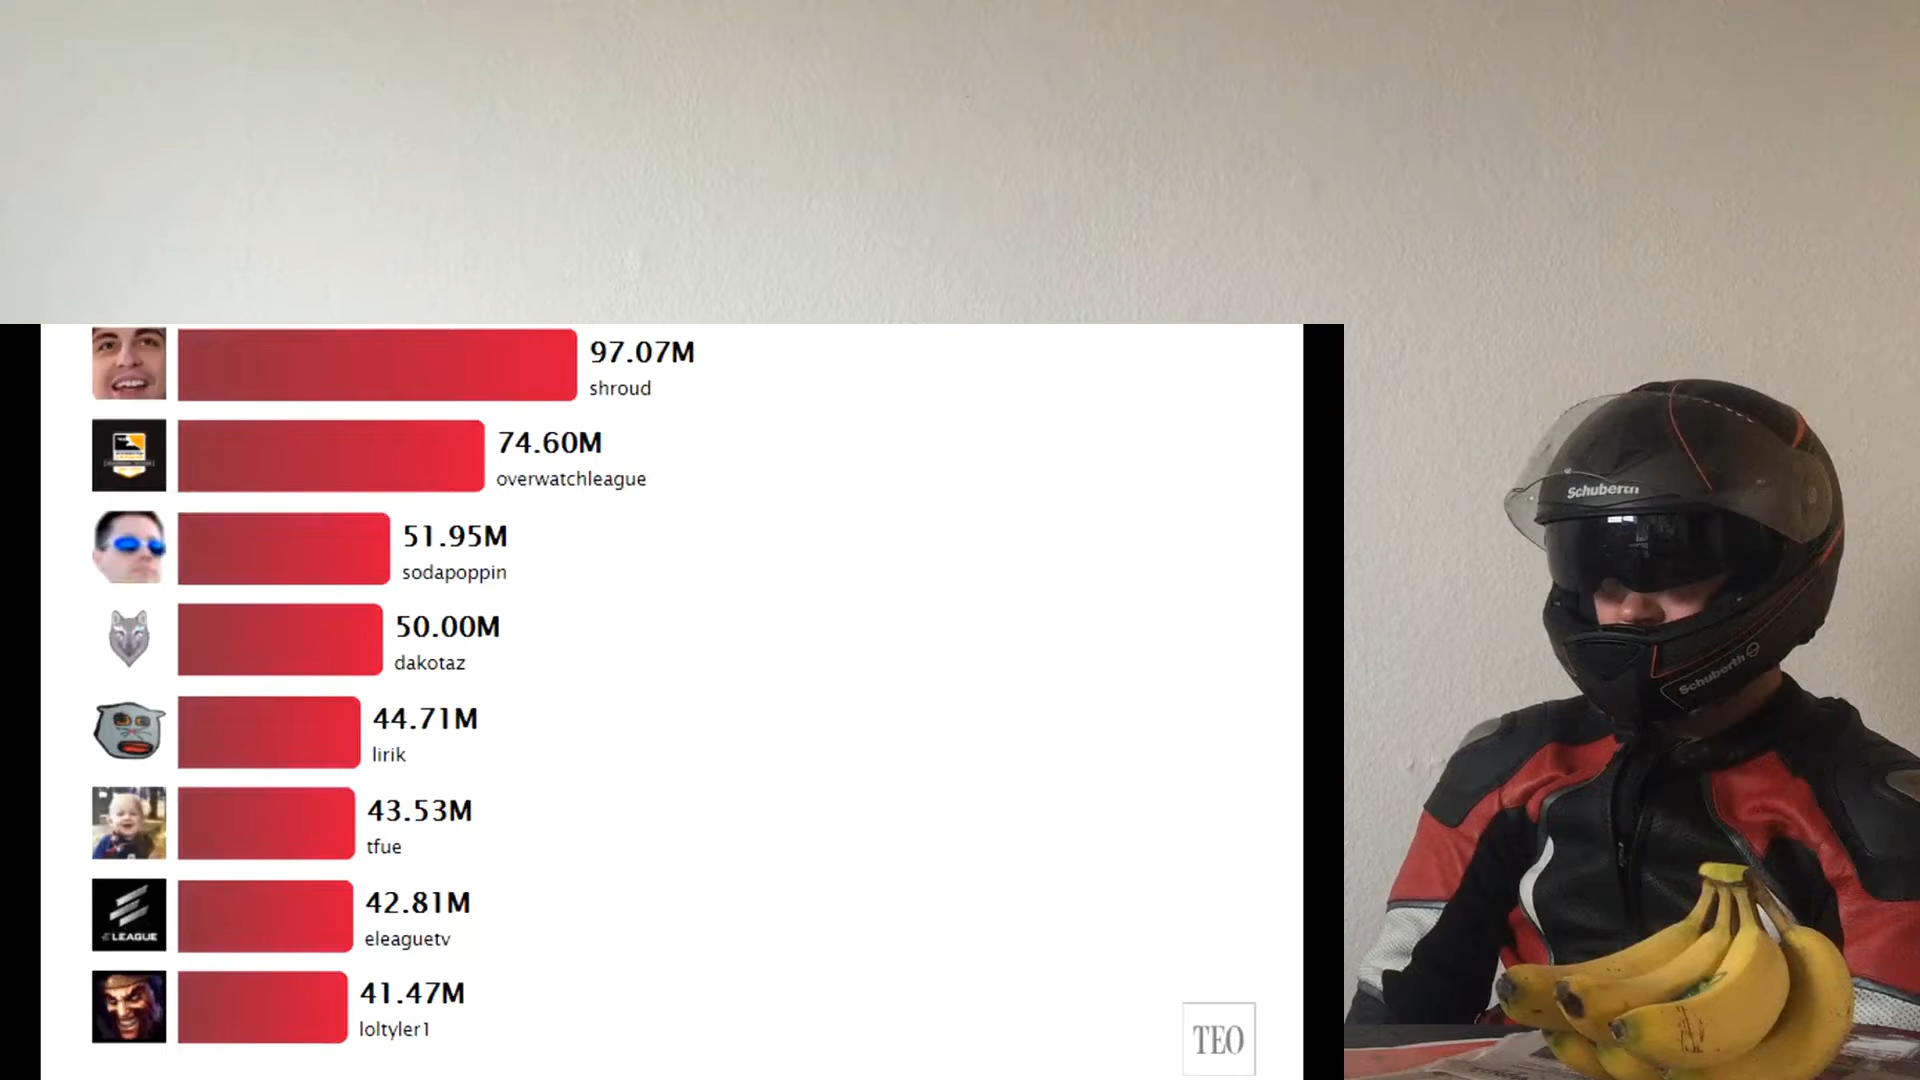 97.07M
shroud
74.60M
overwatchleague
51.95M
sodapoppin
50.00M
dakotaz
44.71M
lirik
43.53M
tfue
42.81M
eleaguetv
ELEAGUE
41.47M
loltyler1
TEO
Schuberth
Schuberth